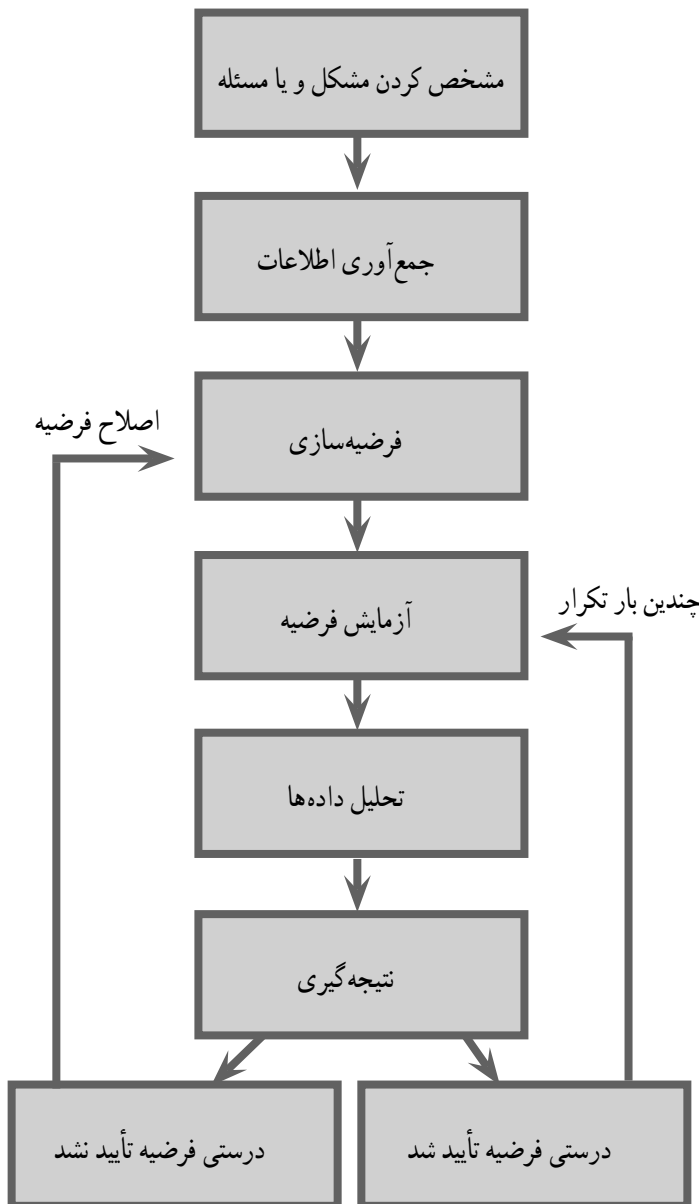 مشخص کردن مشکل و یا مسئله
جمع‌آوری اطلاعات
اصلاح فرضیه
فرضیه‌سازی
آزمایش فرضیه
چندین بار تکرار
تحلیل داده‌ها
نتیجه‌گیری
درستی فرضیه تأیید شد
درستی فرضیه تأیید نشد